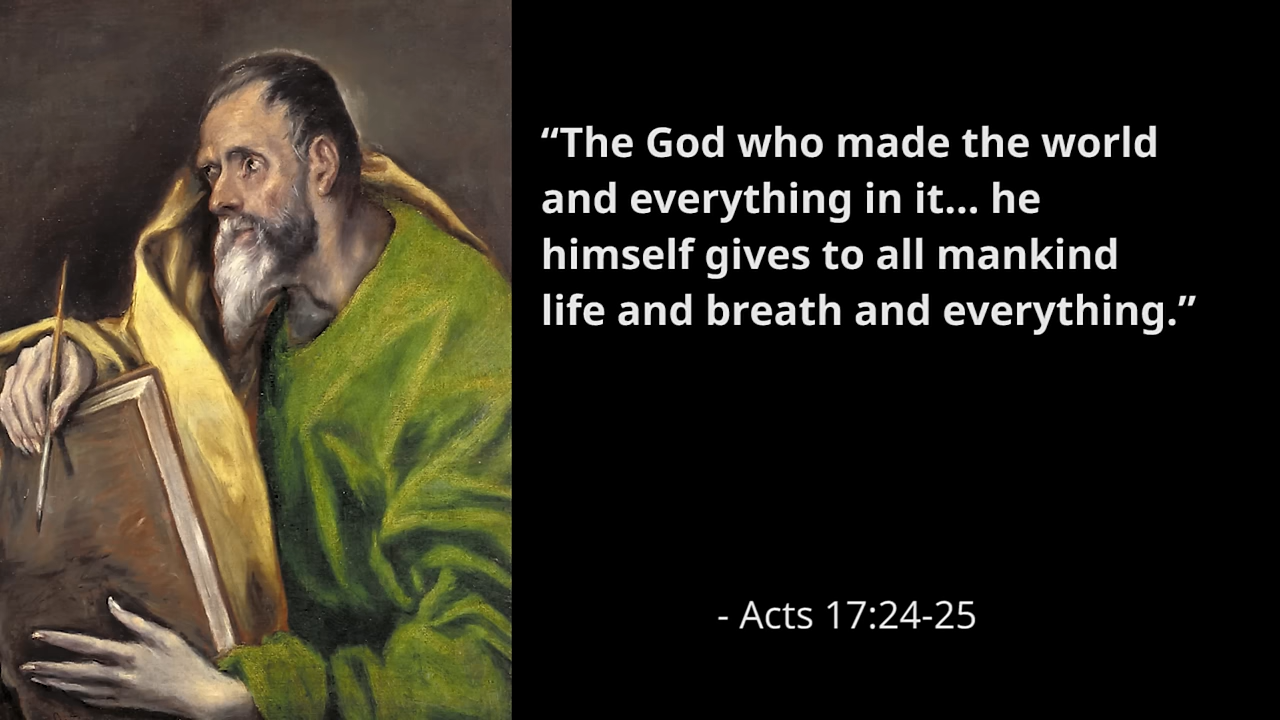 “The God who made the world
and everything in it... he
himself gives to all mankind
life and breath and everything.”
- Acts 17:24-25